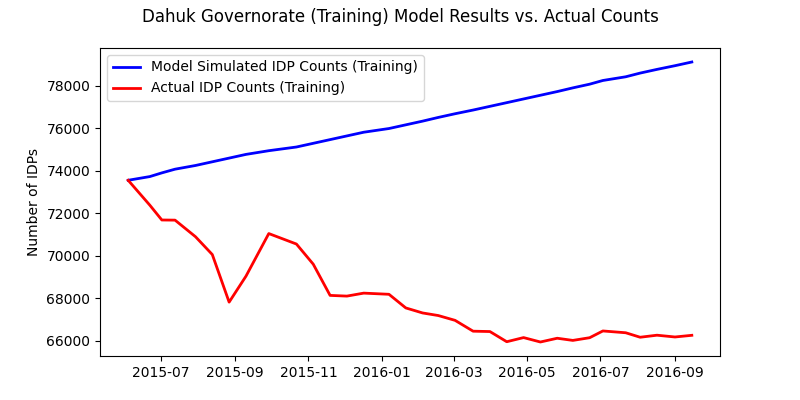 Dahuk Governorate (Training) Model Results vs. Actual Counts
Model Simulated IDP Counts (Training)
Actual IDP Counts (Training)
Number of IDPs
78000
76000
74000
72000
70000
68000
66000
2015-07 2015-09 2015-11 2016-01 2016-03 2016-05 2016-07 2016-09